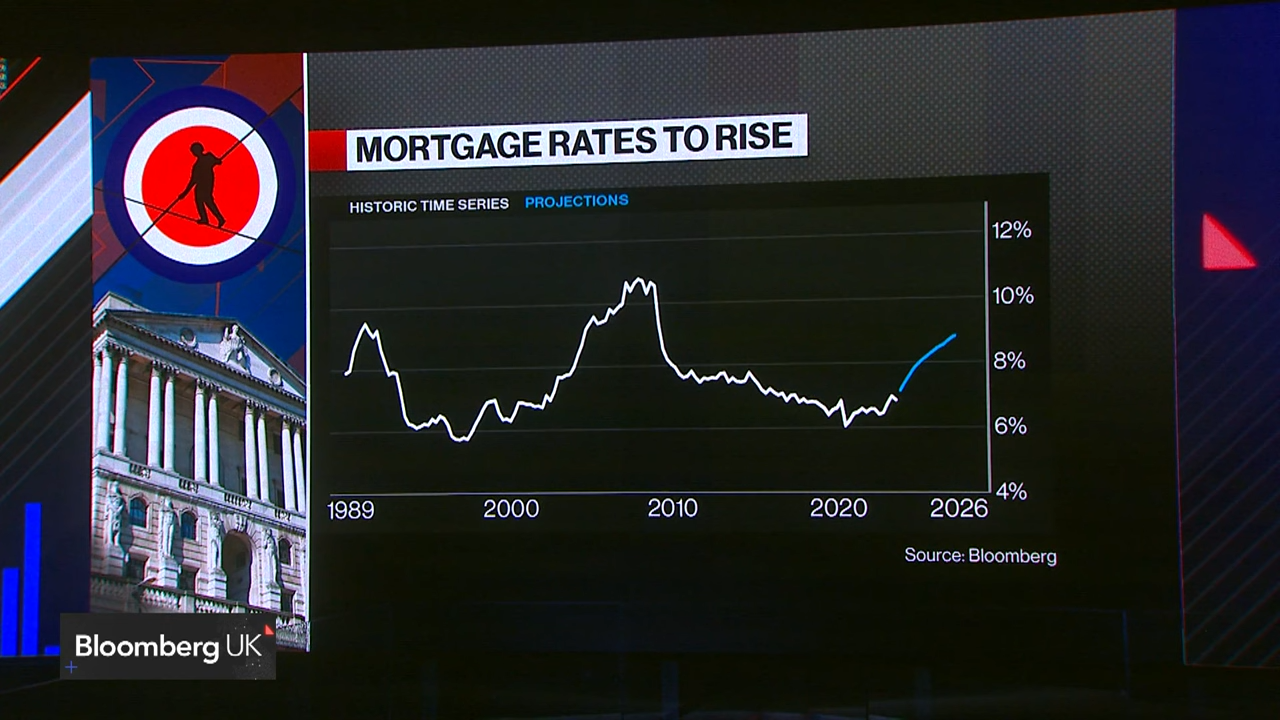 MORTGAGE RATES TO RISE
HISTORIC TIME SERIES PROJECTIONS
12%
10%
8%
6%
4%
1989 2000 2010 2020 2026
Source: Bloomberg
Bloomberg UK